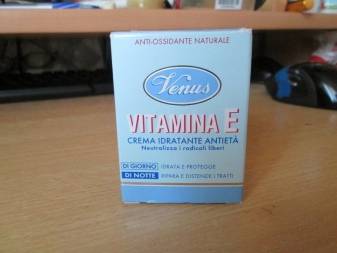 ANTI-OSSIDANTE NATURALE
Venus
VITAMINA E
CREMA IDRATANTE ANTIETÀ
Neutralizza i radicali liberi
DI GIORNO IDRATA E PROTEGGE
DI NOTTE RIPARA E DISTENDE I TRATTI